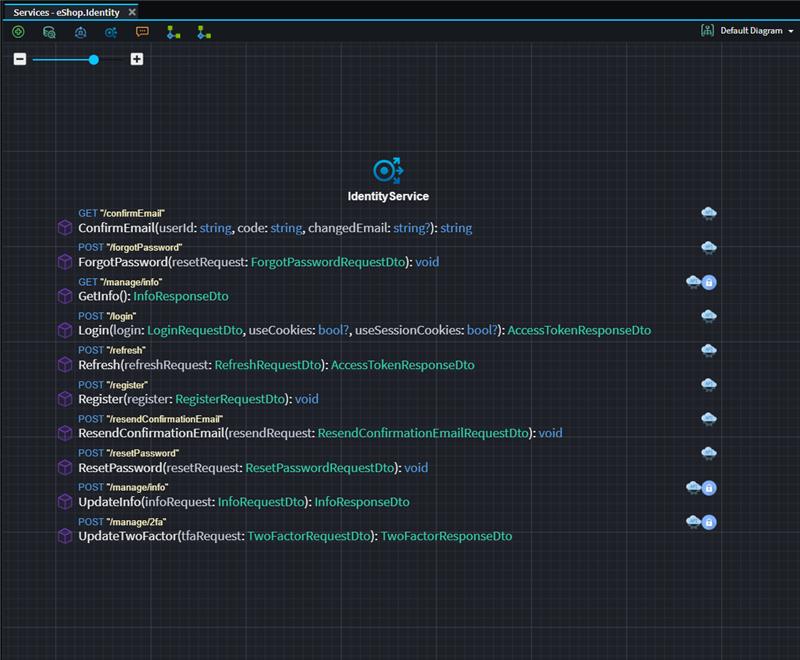 Services - eShop.Identity
Default Diagram
IdentityService
GET "/confirmEmail"
ConfirmEmail(userId: string, code: string, changedEmail: string?): string
POST "/forgotPassword"
ForgotPassword(resetRequest: ForgotPasswordRequestDto): void
GET "/manage/info"
GetInfo(): InfoResponseDto
POST "/login"
Login(login: LoginRequestDto, useCookies: bool?, useSessionCookies: bool?): AccessTokenResponseDto
POST "/refresh"
Refresh(refreshRequest: RefreshRequestDto): AccessTokenResponseDto
POST "/register"
Register(register: RegisterRequestDto): void
POST "/resendConfirmationEmail"
ResendConfirmationEmail(resendRequest: ResendConfirmationEmailRequestDto): void
POST "/resetPassword"
ResetPassword(resetRequest: ResetPasswordRequestDto): void
POST "/manage/info"
UpdateInfo(infoRequest: InfoRequestDto): InfoResponseDto
POST "/manage/2fa"
UpdateTwoFactor(tfaRequest: TwoFactorRequestDto): TwoFactorResponseDto